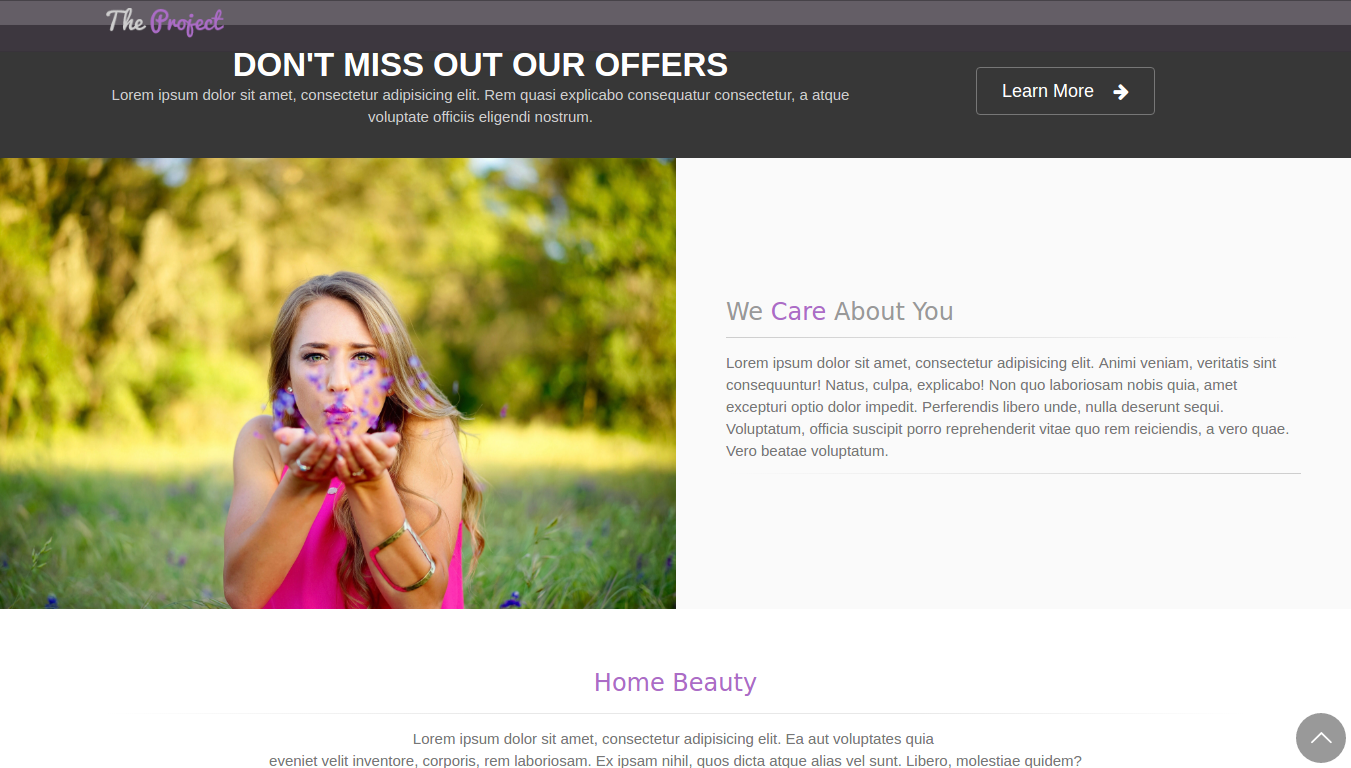 The Project
DON'T MISS OUT OUR OFFERS
Lorem ipsum dolor sit amet, consectetur adipisicing elit. Rem quasi explicabo consequatur consectetur, a atque
voluptate officiis eligendi nostrum.
Learn More
We Care About You
Lorem ipsum dolor sit amet, consectetur adipisicing elit. Animi veniam, veritatis sint
consequuntur! Natus, culpa, explicabo! Non quo laboriosam nobis quia, amet
excepturi optio dolor impedit. Perferendis libero unde, nulla deserunt sequi.
Voluptatum, officia suscipit porro reprehenderit vitae quo rem reiciendis, a vero quae.
Vero beatae voluptatum.
Home Beauty
Lorem ipsum dolor sit amet, consectetur adipisicing elit. Ea aut voluptates quia
eveniet velit inventore, corporis, rem laboriosam. Ex ipsam nihil, quos dicta atque alias vel sunt. Libero, molestiae quidem?